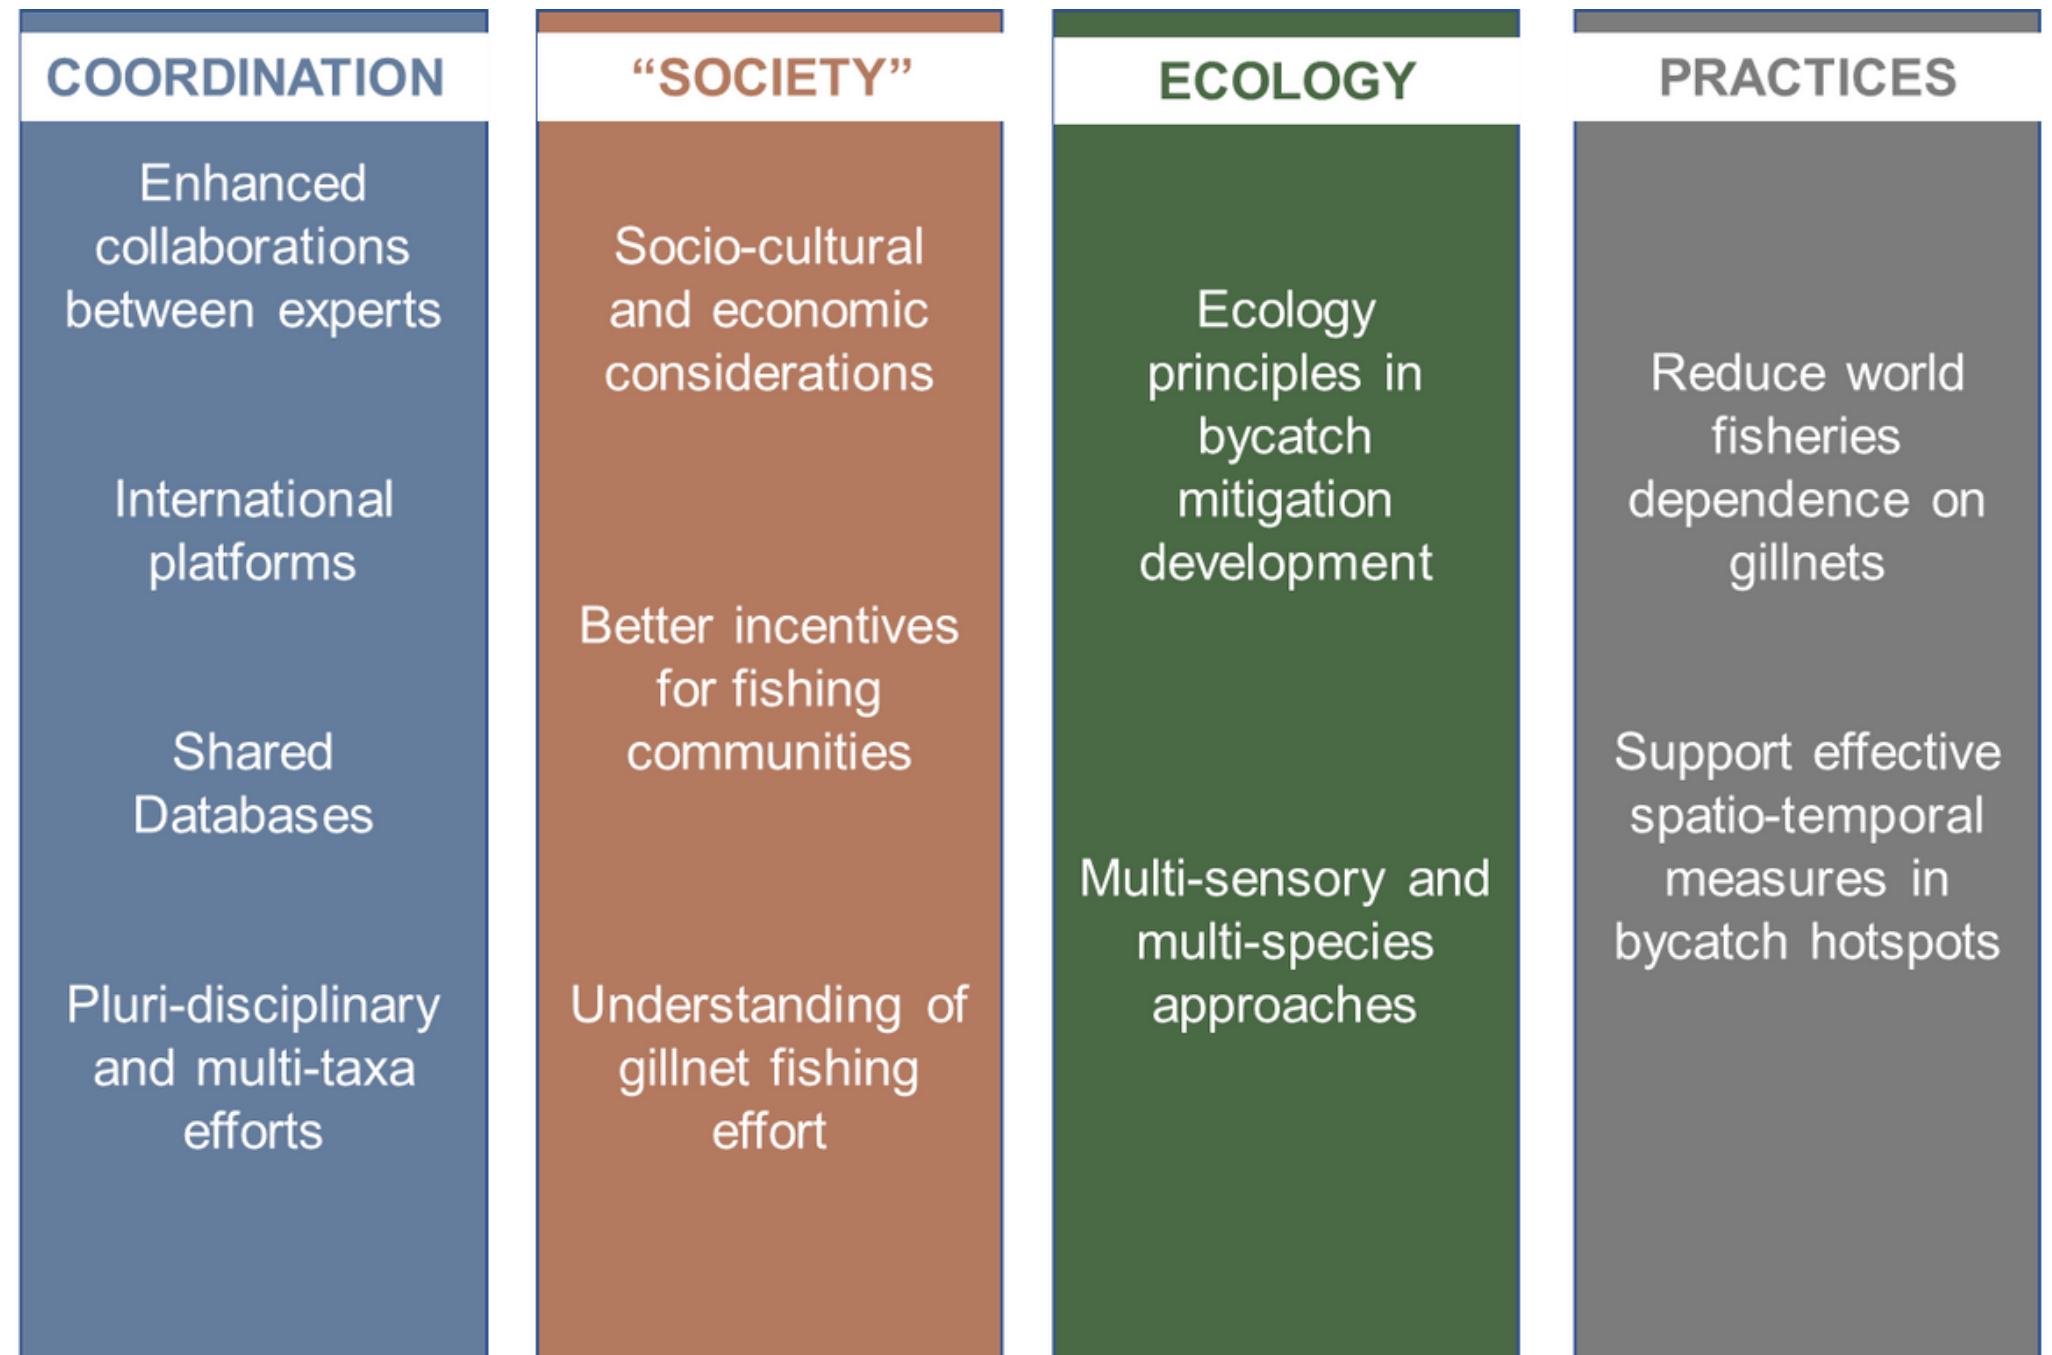 COORDINATION
Enhanced
collaborations
between experts
International
platforms
Shared
Databases
Pluri-disciplinary
and multi-taxa
efforts
“SOCIETY”
Socio-cultural
and economic
considerations
Better incentives
for fishing
communities
Understanding of
gillnet fishing
effort
ECOLOGY
Ecology
principles in
bycatch
mitigation
development
Multi-sensory and
multi-species
approaches
PRACTICES
Reduce world
fisheries
dependence on
gillnets
Support effective
spatio-temporal
measures in
bycatch hotspots